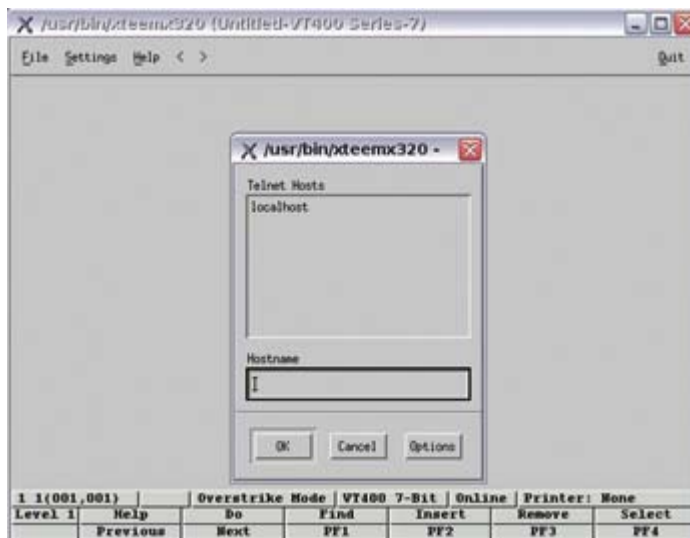 /usr/bin/xteemx320 (Untitled-VT400 Series-7)
File Settings Help < > Quit
/usr/bin/xteemx320 -
Telnet Hosts
localhost
Hostname
OK Cancel Options
1 1(001,001) | | Overstrike Mode | VT400 7-Bit | Online | Printer: None
Level 1 Help Do Find Insert Remove Select
Previous Next PF1 PF2 PF3 PF4